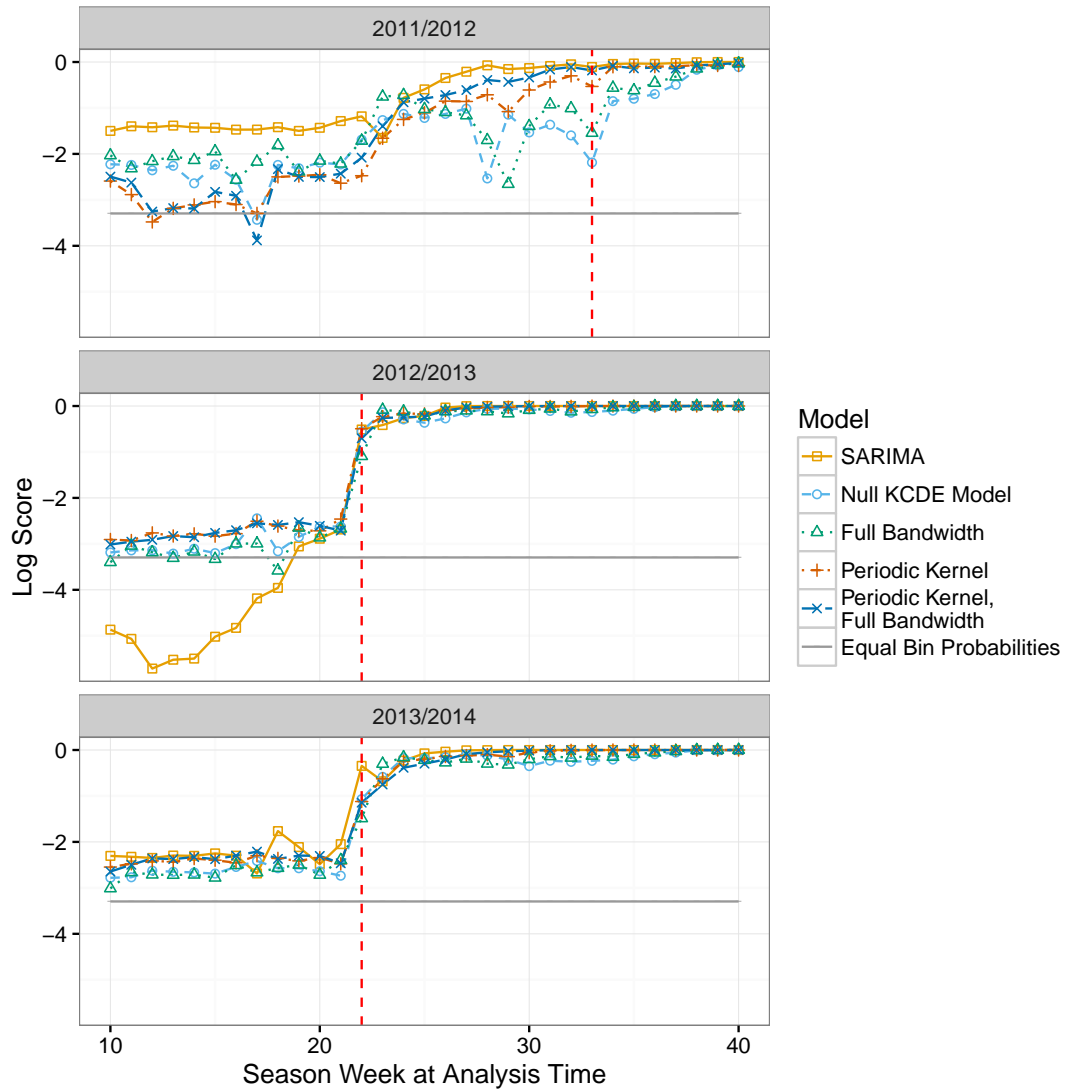 2011/2012
0
−2
−4
2012/2013
0
−2
−4
2013/2014
0
−2
−4
10
20
30
40
Season Week at Analysis Time
Log Score
Model
SARIMA
Null KCDE Model
Full Bandwidth
Periodic Kernel
Periodic Kernel,
Full Bandwidth
Equal Bin Probabilities